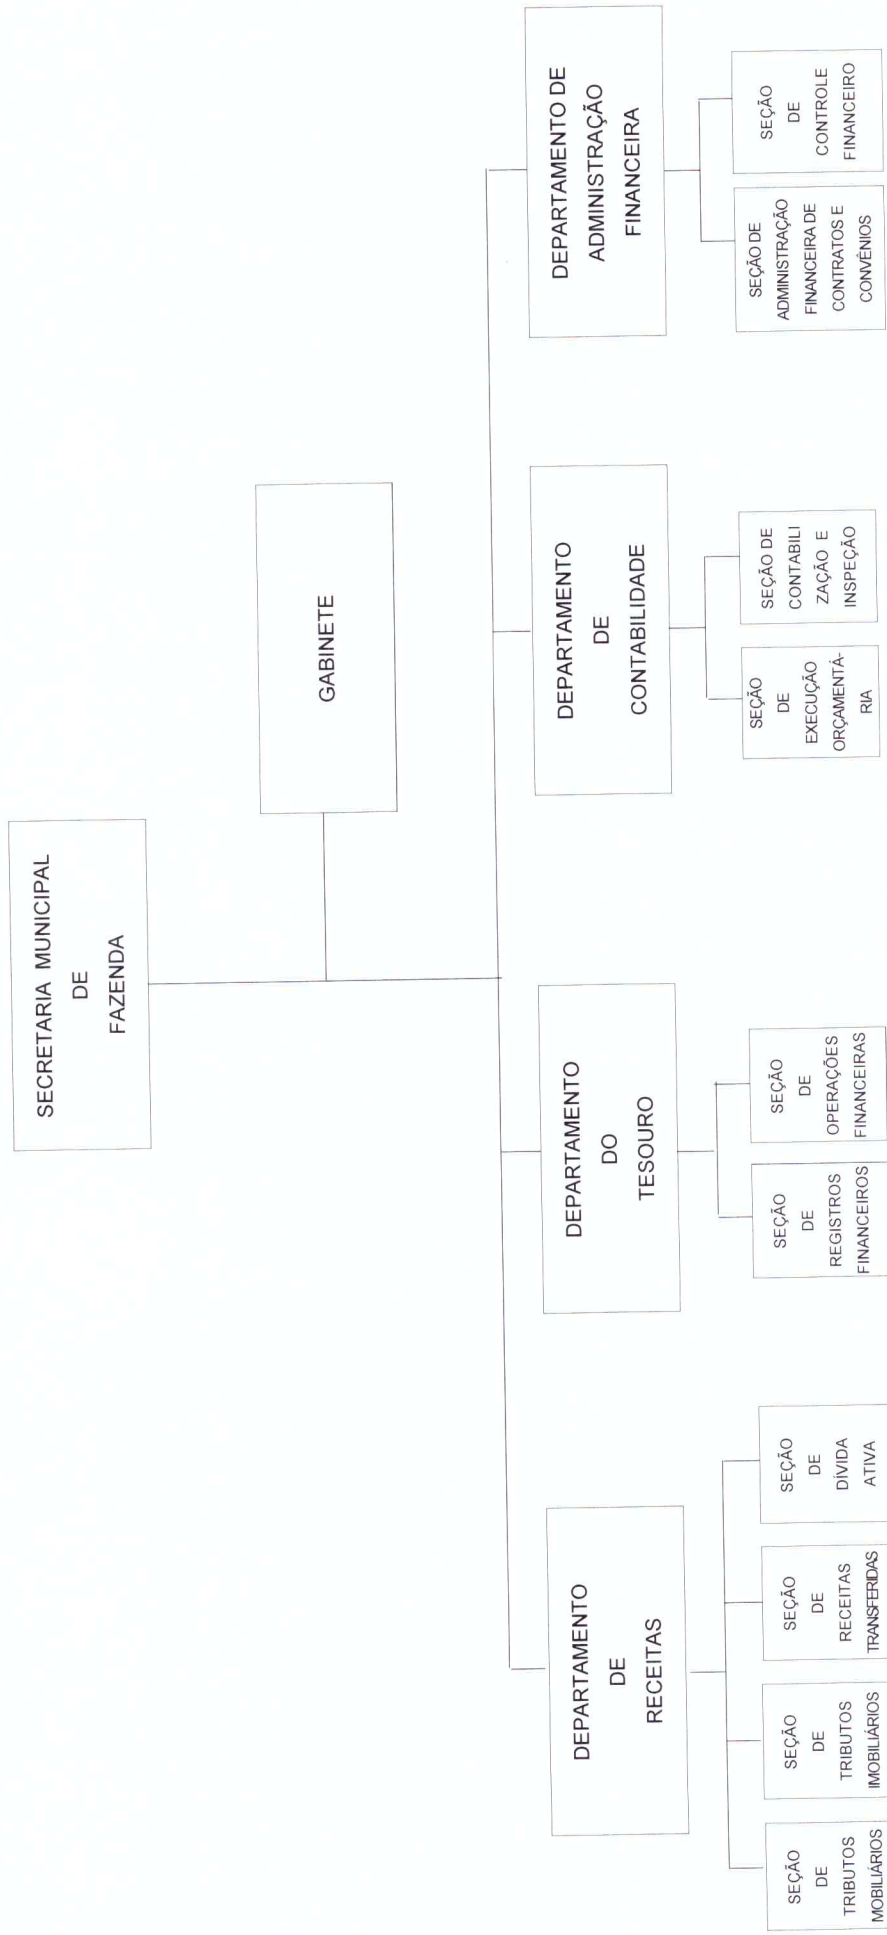 SECRETARIA MUNICIPAL
DE
FAZENDA
GABINETE
DEPARTAMENTO
DE
RECEITAS
DEPARTAMENTO
DO
TESOURO
DEPARTAMENTO
DE
CONTABILIDADE
DEPARTAMENTO DE
ADMINISTRAÇÃO
FINANCEIRA
SEÇÃO
DE
TRIBUTOS
MOBILIÁRIOS
SEÇÃO
DE
TRIBUTOS
IMOBILIÁRIOS
SEÇÃO
DE
RECEITAS
TRANSFERIDAS
SEÇÃO
DE
DÍVIDA
ATIVA
SEÇÃO
DE
REGISTROS
FINANCEIROS
SEÇÃO
DE
OPERAÇÕES
FINANCEIRAS
SEÇÃO
DE
EXECUÇÃO
ORÇAMENTÁ-
RIA
SEÇÃO DE
CONTABILI
ZAÇÃO E
INSPEÇÃO
SEÇÃO DE
ADMINISTRAÇÃO
FINANCEIRA DE
CONTRATOS E
CONVÊNIOS
SEÇÃO
DE
CONTROLE
FINANCEIRO